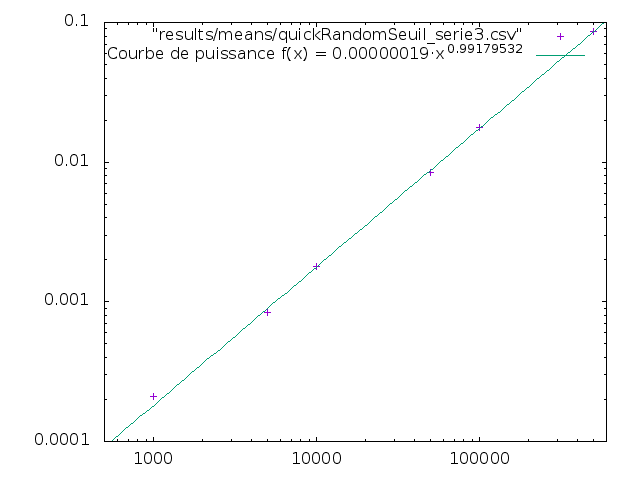 0.1
"results/means/quickRandomSeuil_serie3.csv"
Courbe de puissance f(x) = 0.00000019·x^0.99179532
0.01
0.001
0.0001
1000 10000 100000